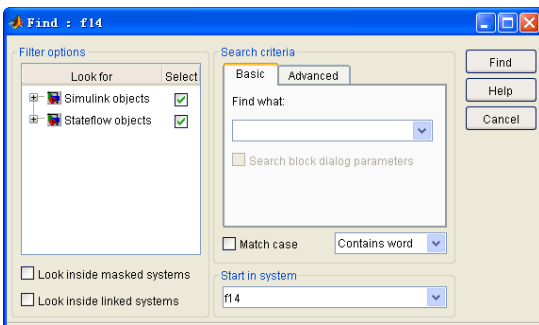 Find : f14
Filter options
Look for Select
Simulink objects
Stateflow objects
Look inside masked systems
Look inside linked systems
Search criteria
Basic Advanced
Find what:
Search block dialog parameters
Match case Contains word
Start in system
f14
Find
Help
Cancel